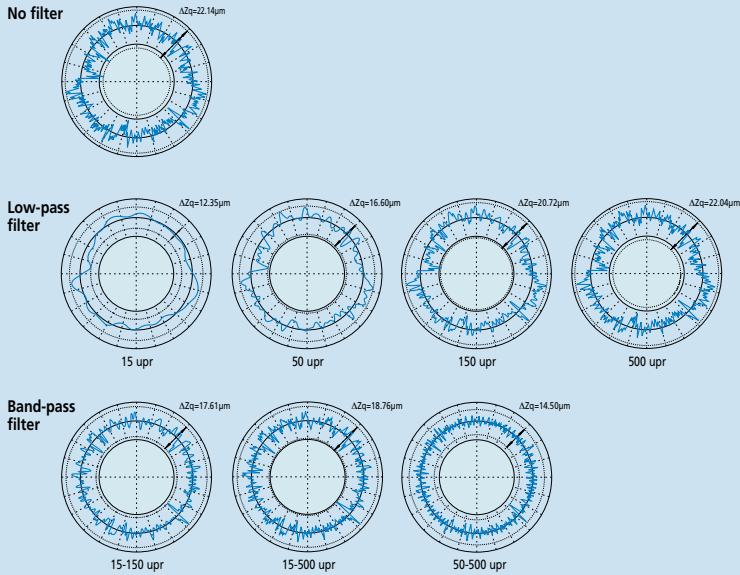 No filter
ΔZq=22.14µm
Low-pass
filter
ΔZq=12.35µm
ΔZq=16.60µm
ΔZq=20.72µm
ΔZq=22.04µm
15 upr
50 upr
150 upr
500 upr
Band-pass
filter
ΔZq=17.61µm
ΔZq=18.76µm
ΔZq=14.50µm
15-150 upr
15-500 upr
50-500 upr